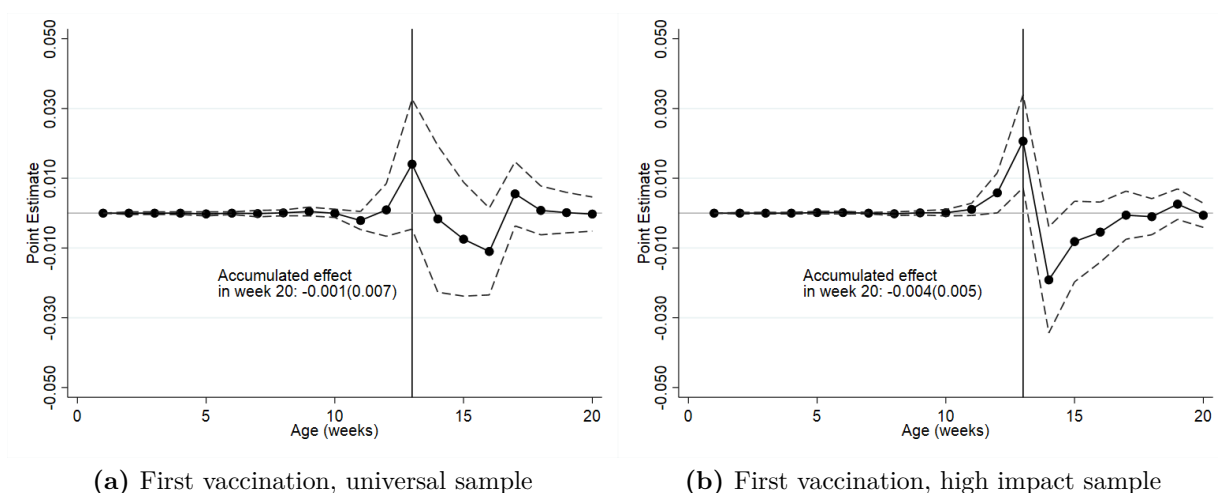 0.050
0.030
0.010
-0.010
-0.030
-0.050
Point Estimate
Accumulated effect
in week 20: -0.001(0.007)
0
5
10
15
20
Age (weeks)
(a) First vaccination, universal sample
0.050
0.030
0.010
-0.010
-0.030
-0.050
Point Estimate
Accumulated effect
in week 20: -0.004(0.005)
0
5
10
15
20
Age (weeks)
(b) First vaccination, high impact sample